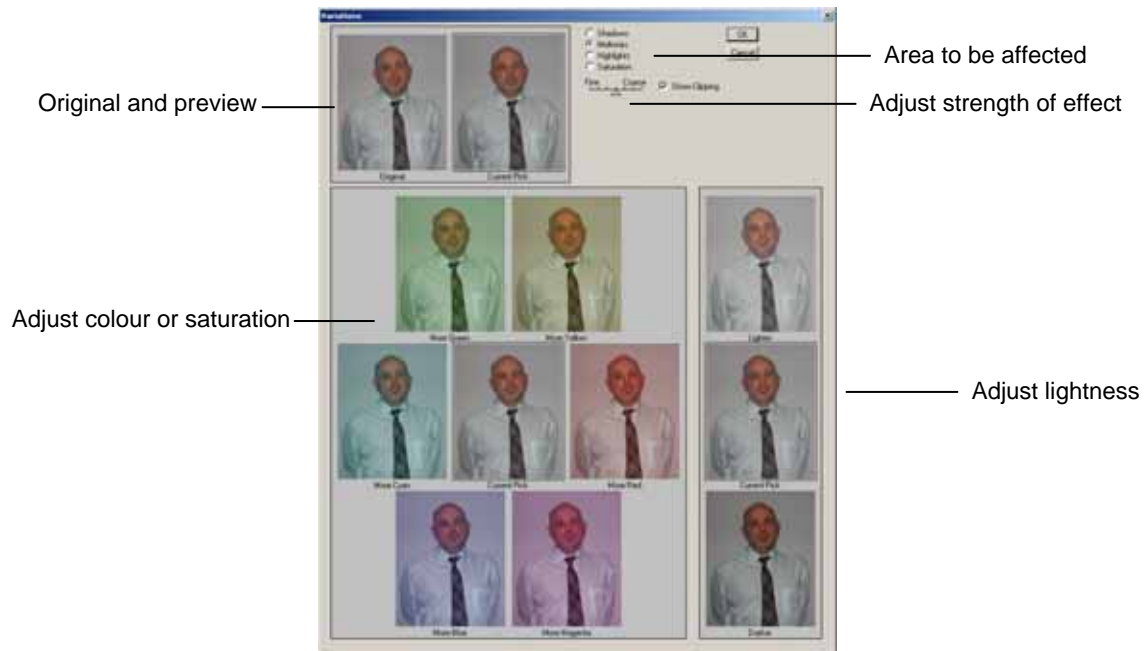 Variations
Shadows
OK
Midtones
Area to be affected
Highlights
Cancel
Saturation
Fine Coarse
Show Clipping
Adjust strength of effect
Original and preview
Original
Current Pick
Adjust colour or saturation
More Green
More Yellow
Lighter
Adjust lightness
More Cyan
Current Pick
More Red
Current Pick
More Blue
More Magenta
Darker